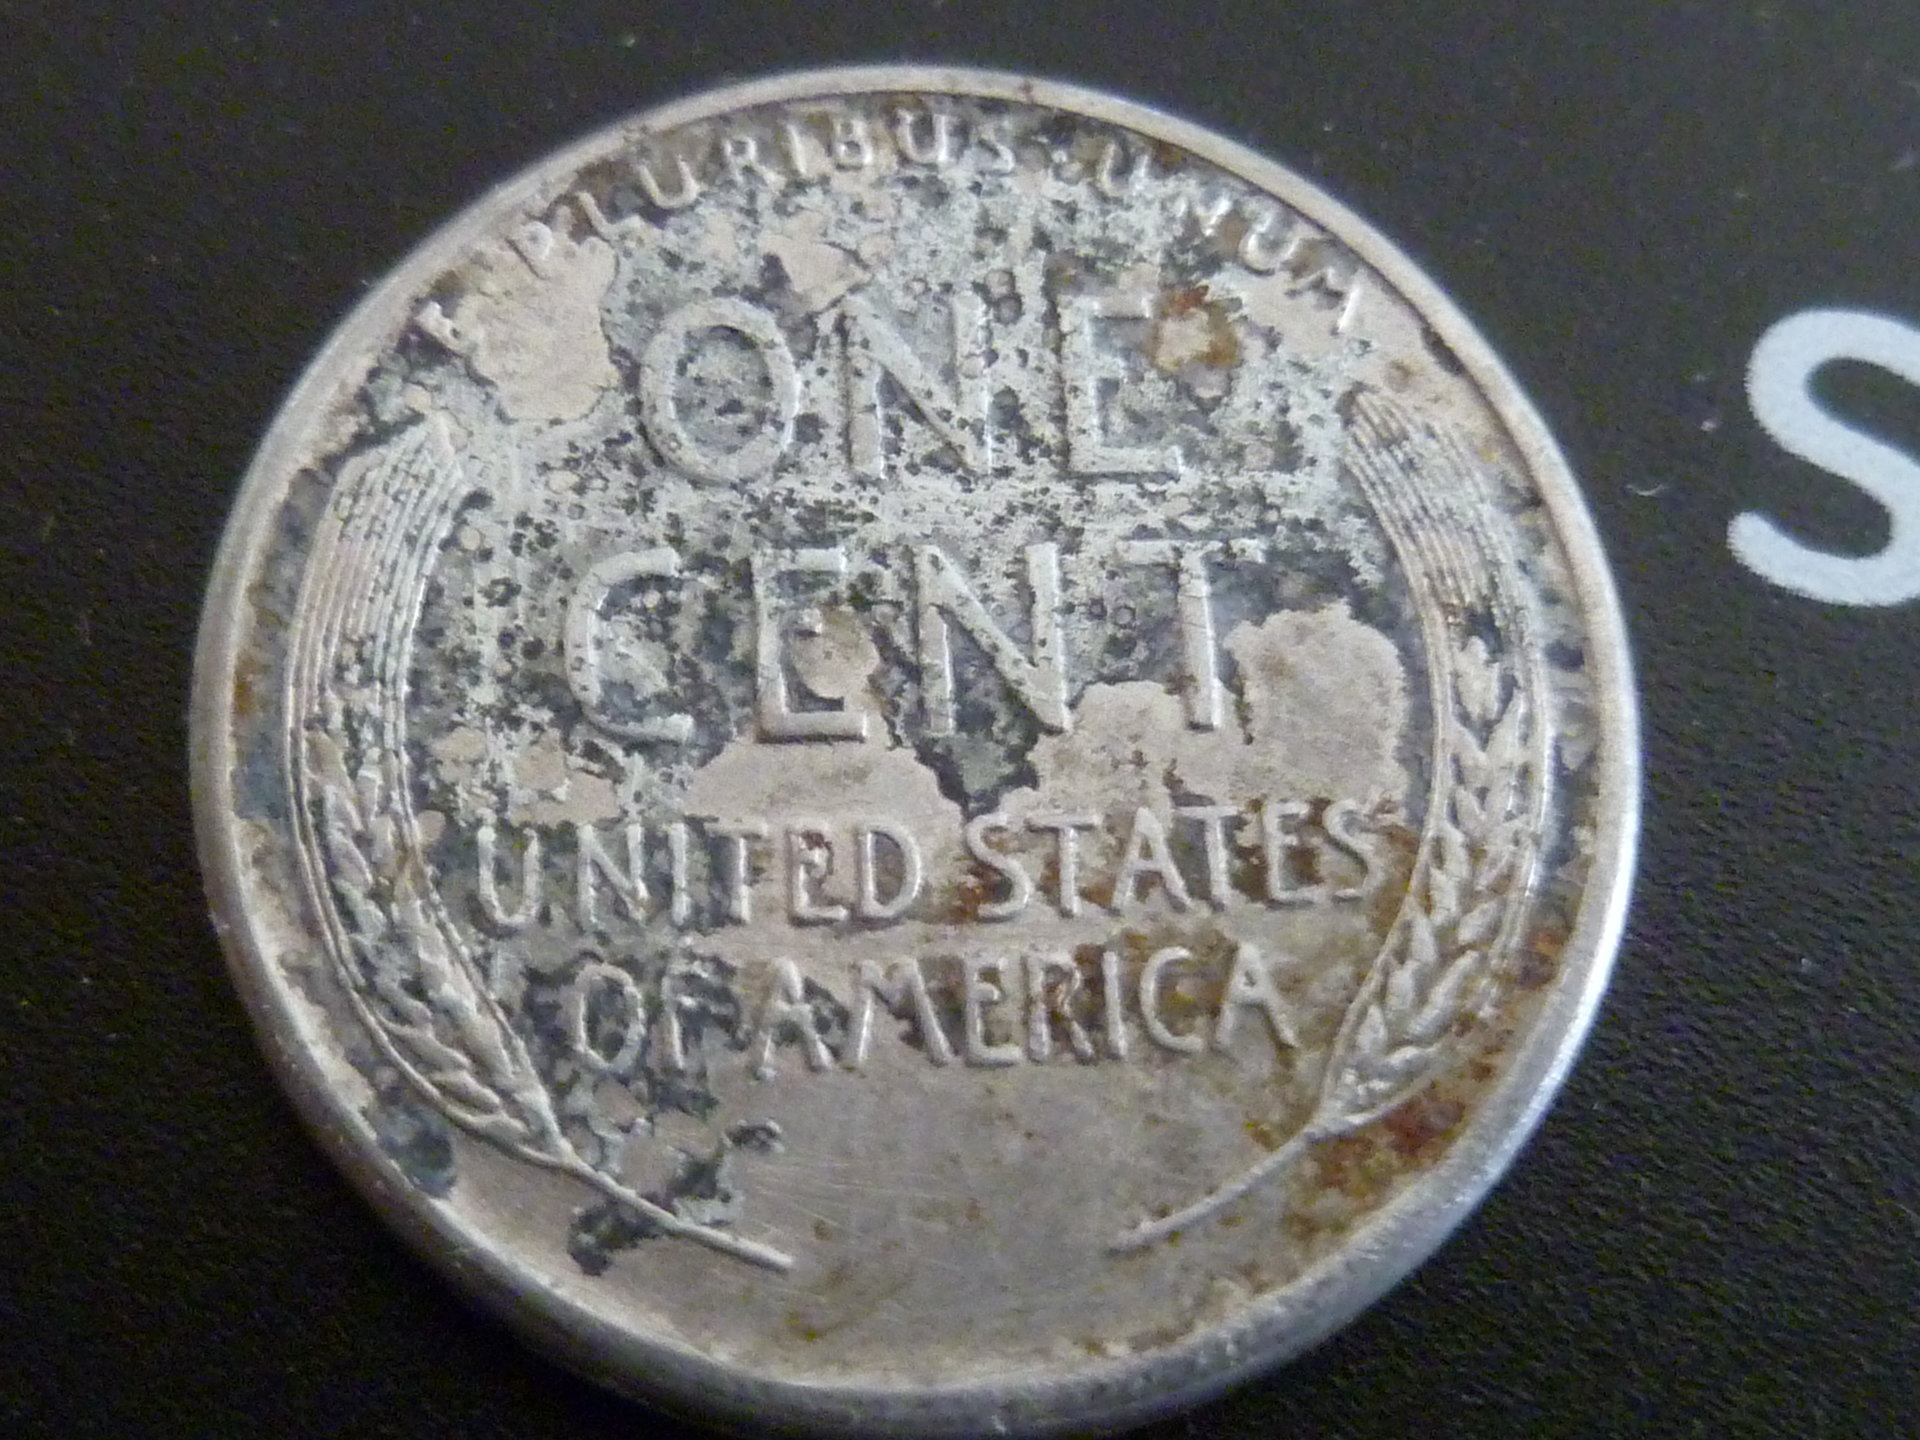 E PLURIBUS·UNUM
ONE
CENT
UNITED STATES
OF AMERICA
S